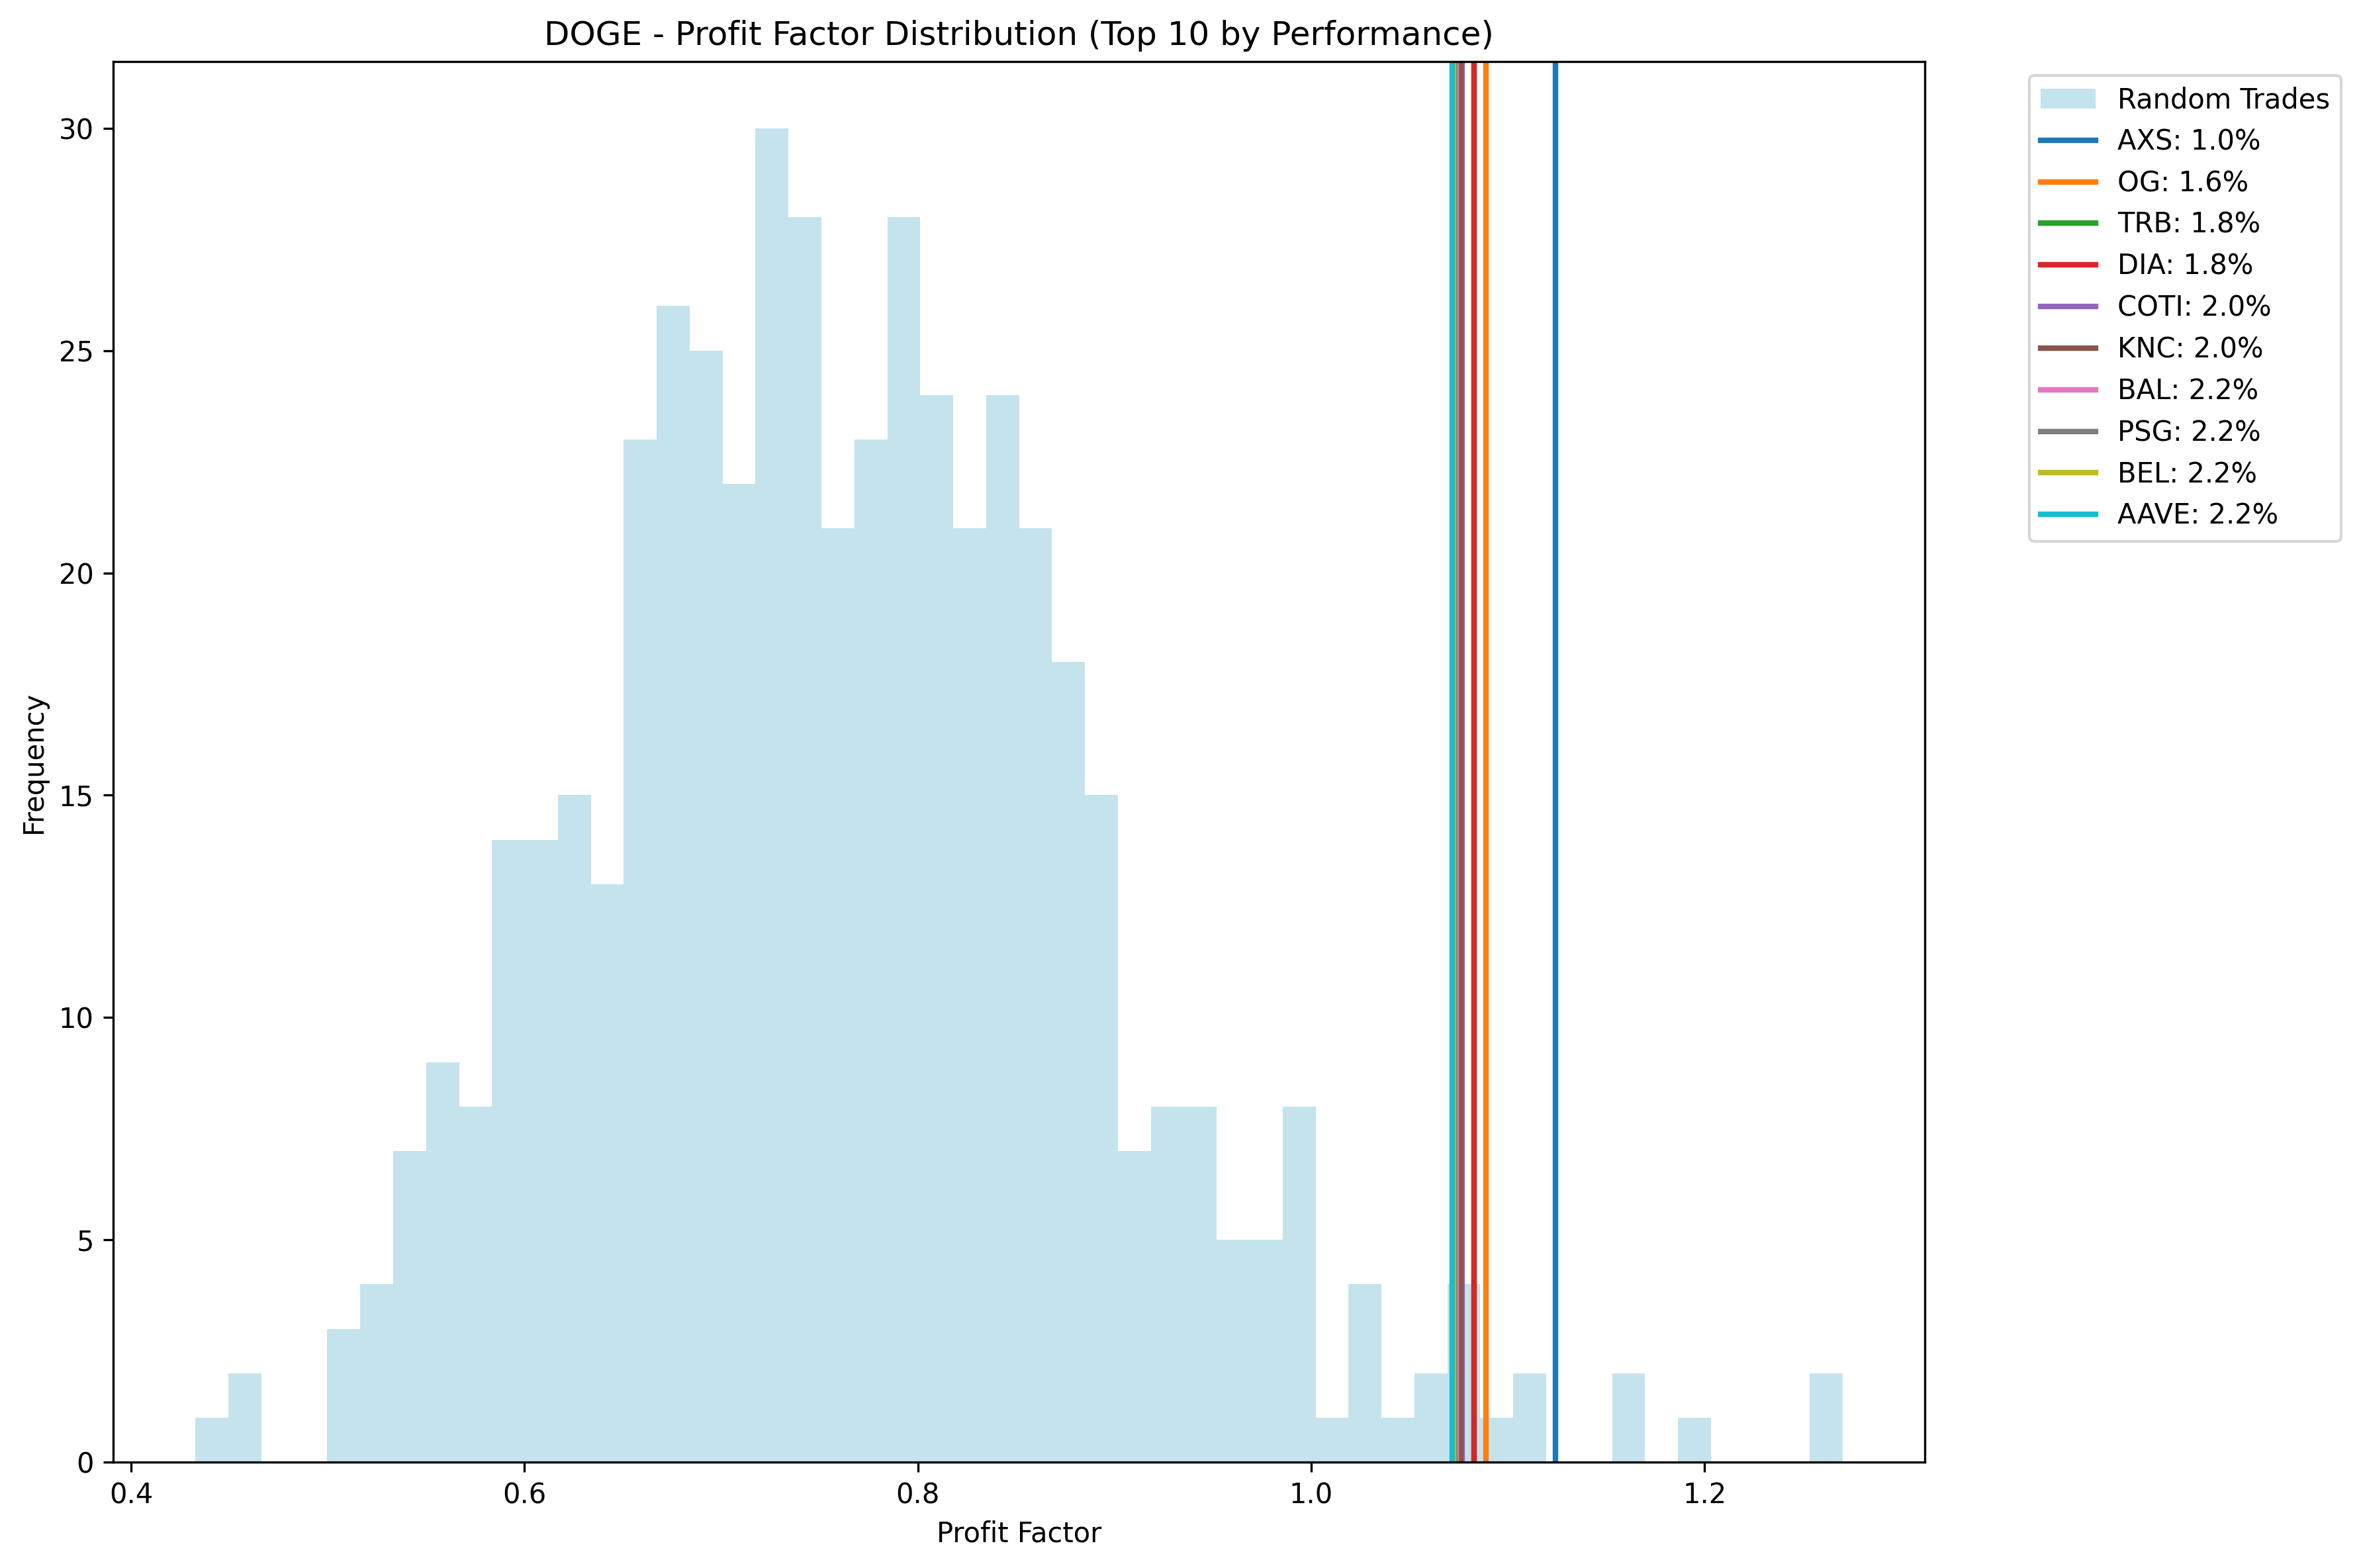 DOGE - Profit Factor Distribution (Top 10 by Performance)
Random Trades
AXS: 1.0%
OG: 1.6%
TRB: 1.8%
DIA: 1.8%
COTI: 2.0%
KNC: 2.0%
BAL: 2.2%
PSG: 2.2%
BEL: 2.2%
AAVE: 2.2%
Frequency
30
25
20
15
10
5
0
0.4 0.6 0.8 1.0 1.2
Profit Factor